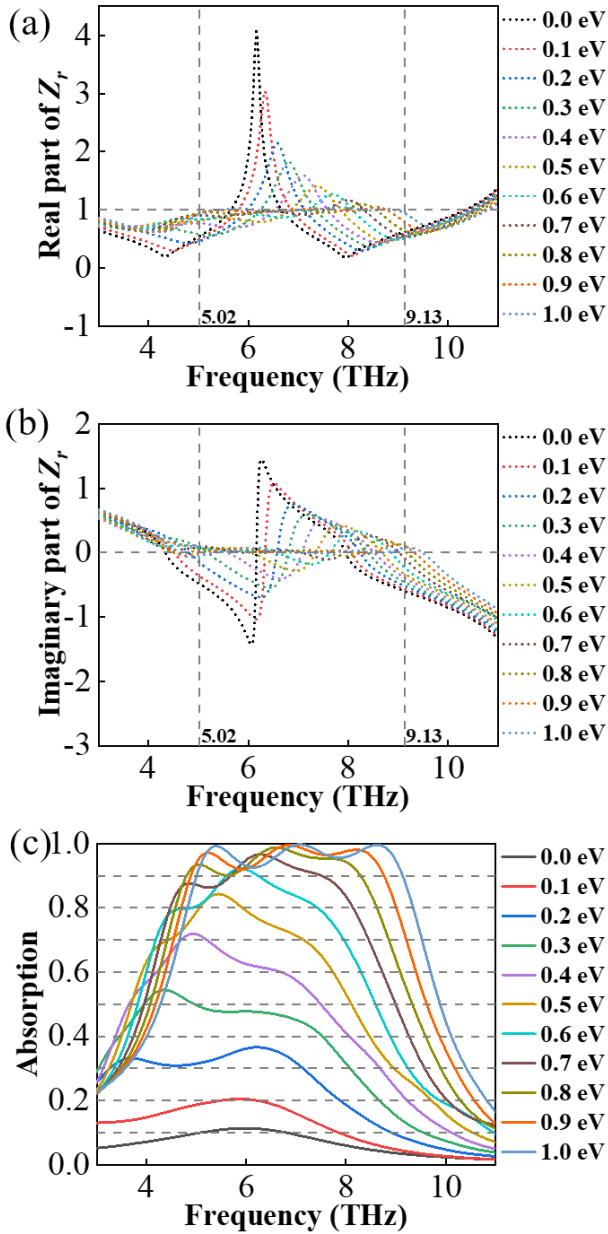 (a)
Real part of Zr
4
3
2
1
0
-1
5.02
9.13
4
6
8
10
Frequency (THz)
0.0 eV
0.1 eV
0.2 eV
0.3 eV
0.4 eV
0.5 eV
0.6 eV
0.7 eV
0.8 eV
0.9 eV
1.0 eV
(b)
Imaginary part of Zr
2
1
0
-1
-2
-3
5.02
9.13
4
6
8
10
Frequency (THz)
0.0 eV
0.1 eV
0.2 eV
0.3 eV
0.4 eV
0.5 eV
0.6 eV
0.7 eV
0.8 eV
0.9 eV
1.0 eV
(c)
Absorption
1.0
0.8
0.6
0.4
0.2
0.0
4
6
8
10
Frequency (THz)
0.0 eV
0.1 eV
0.2 eV
0.3 eV
0.4 eV
0.5 eV
0.6 eV
0.7 eV
0.8 eV
0.9 eV
1.0 eV